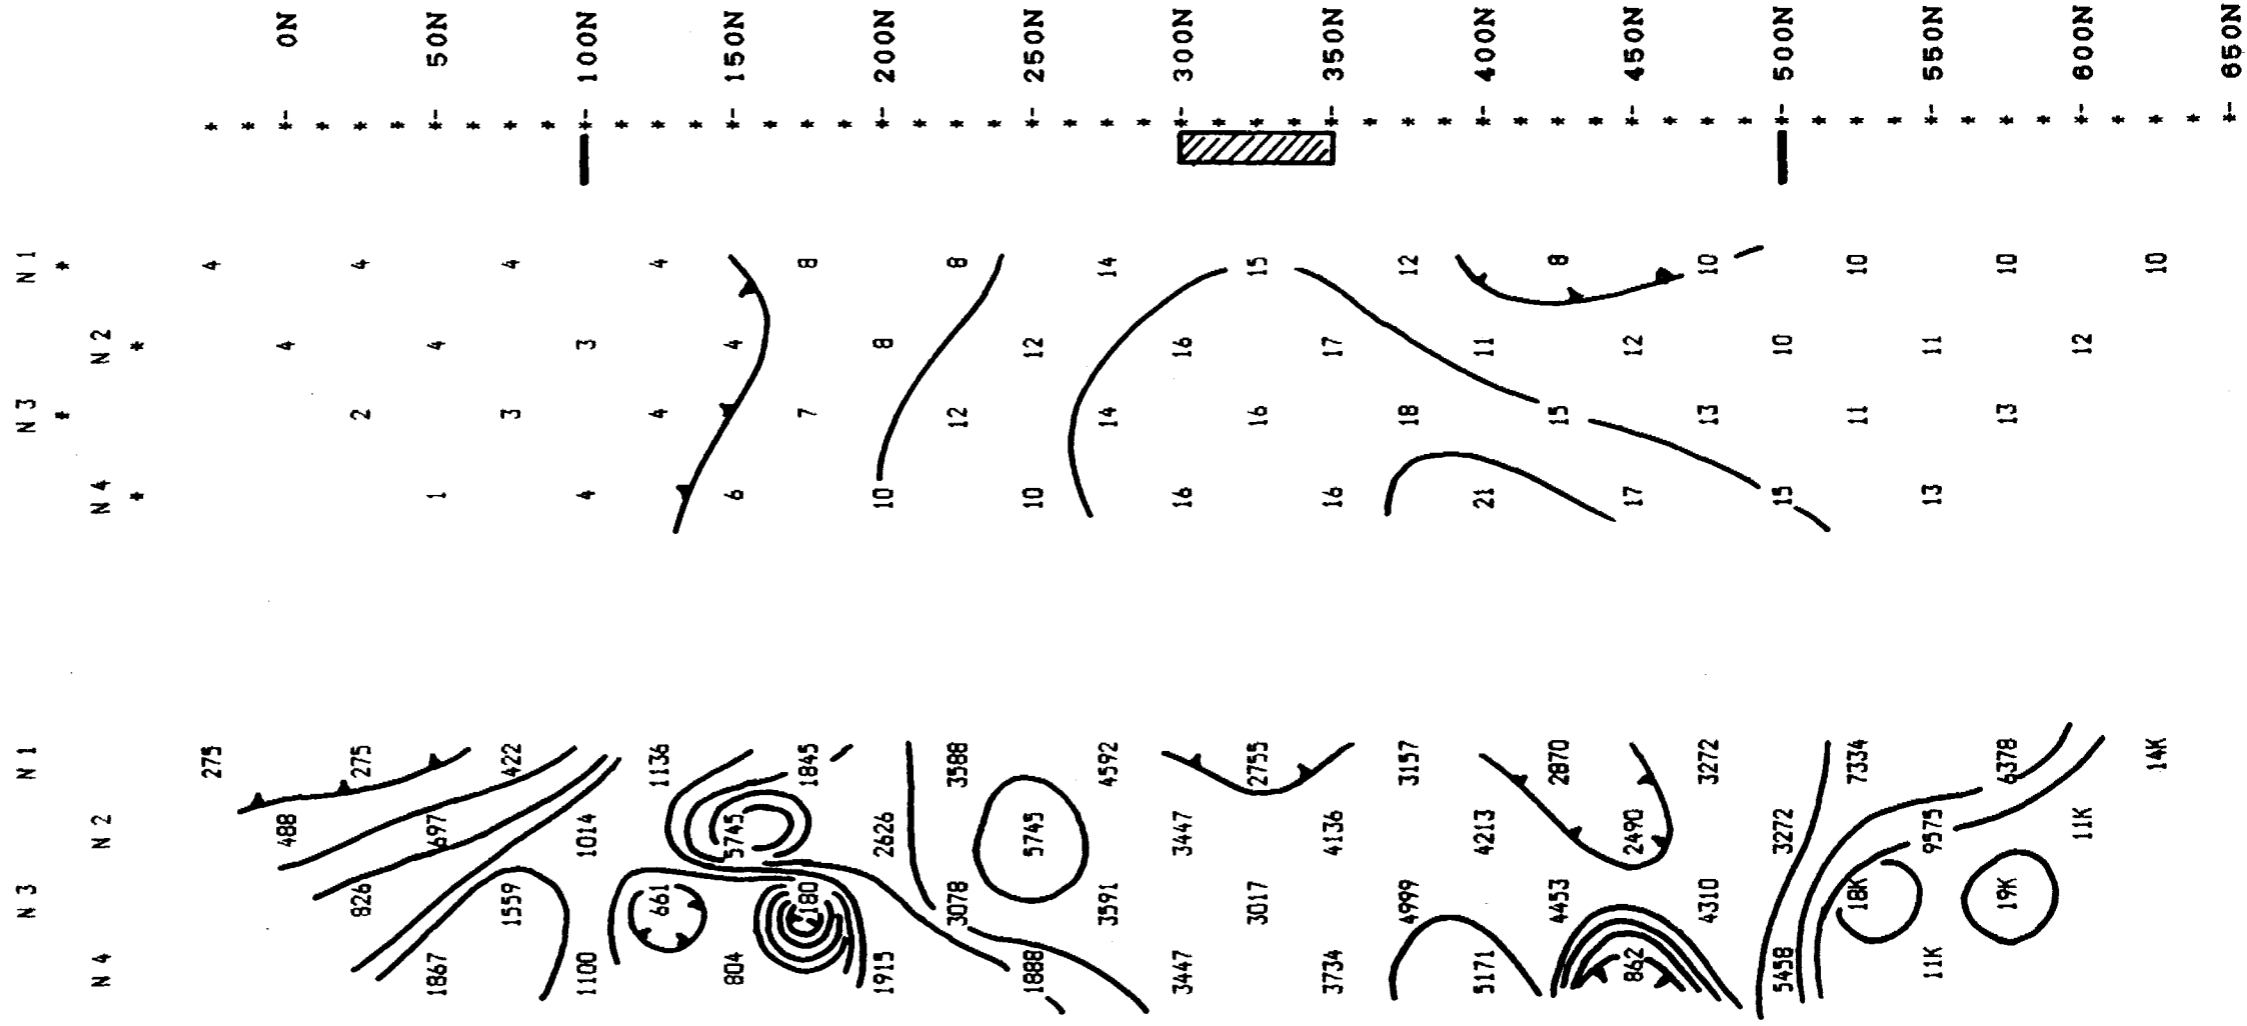 0N 50N 100N 150N 200N 250N 300N 350N 400N 450N 500N 550N 600N 650N
* * *- * * * *- * * * *- * * * *- * * * *- * * * *- * * * *- * * * *- * * * *- * * * *- * * * *- * * * *- * * * *- * * * *-
N 1 * 4 4 4 4 8 8 14 15 12 8 10 10 10 10
N 2 * 4 4 3 4 8 12 16 17 11 12 10 11 12
N 3 * 2 3 4 7 12 14 16 18 15 13 11 13
N 4 * 1 4 6 10 10 16 16 21 17 15 13
N 1 275 275 422 1136 1845 3588 4592 2755 3157 2870 3272 7334 6378 14K
N 2 488 697 1014 5745 2626 5745 3447 4136 4213 2490 3272 9575 11K
N 3 826 1559 661 180 3078 3591 3017 4999 4453 4310 18K 19K
N 4 1867 1100 804 1915 1888 3447 3734 5171 862 5458 11K